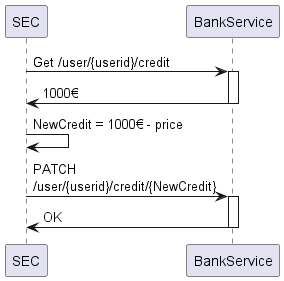 SEC BankService
Get /user/{userid}/credit
1000€
NewCredit = 1000€ - price
PATCH
/user/{userid}/credit/{NewCredit}
OK
SEC BankService